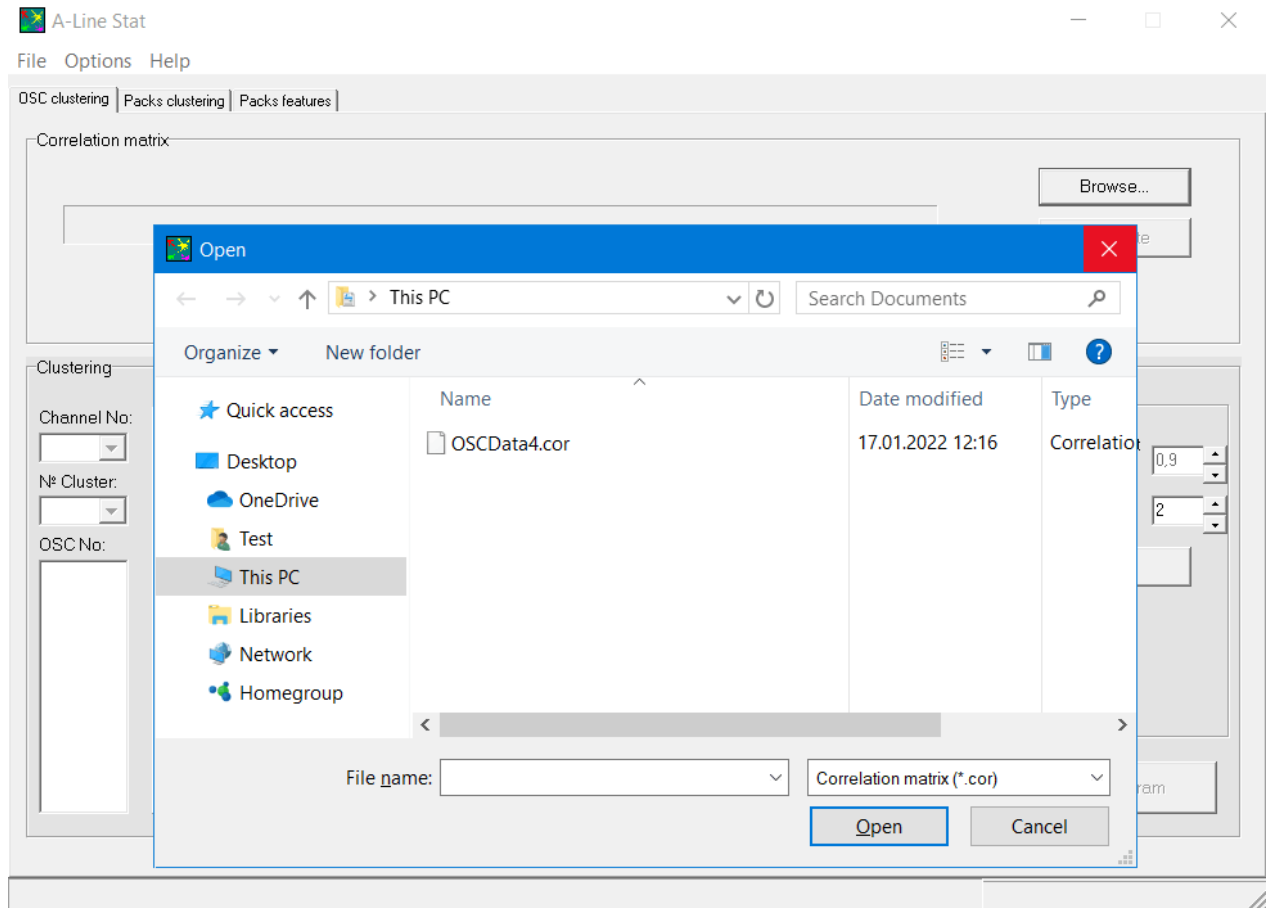 A-Line Stat
File Options Help
OSC clustering Packs clustering Packs features
Correlation matrix
Browse...
Open
This PC
Search Documents
Organize New folder
Name Date modified Type
Quick access
OSCData4.cor 17.01.2022 12:16 Correlation
Desktop
OneDrive
Test
This PC
Libraries
Network
Homegroup
File name:
Correlation matrix (*.cor)
Open Cancel
Clustering
Channel No:
№ Cluster:
OSC No:
0,9
2